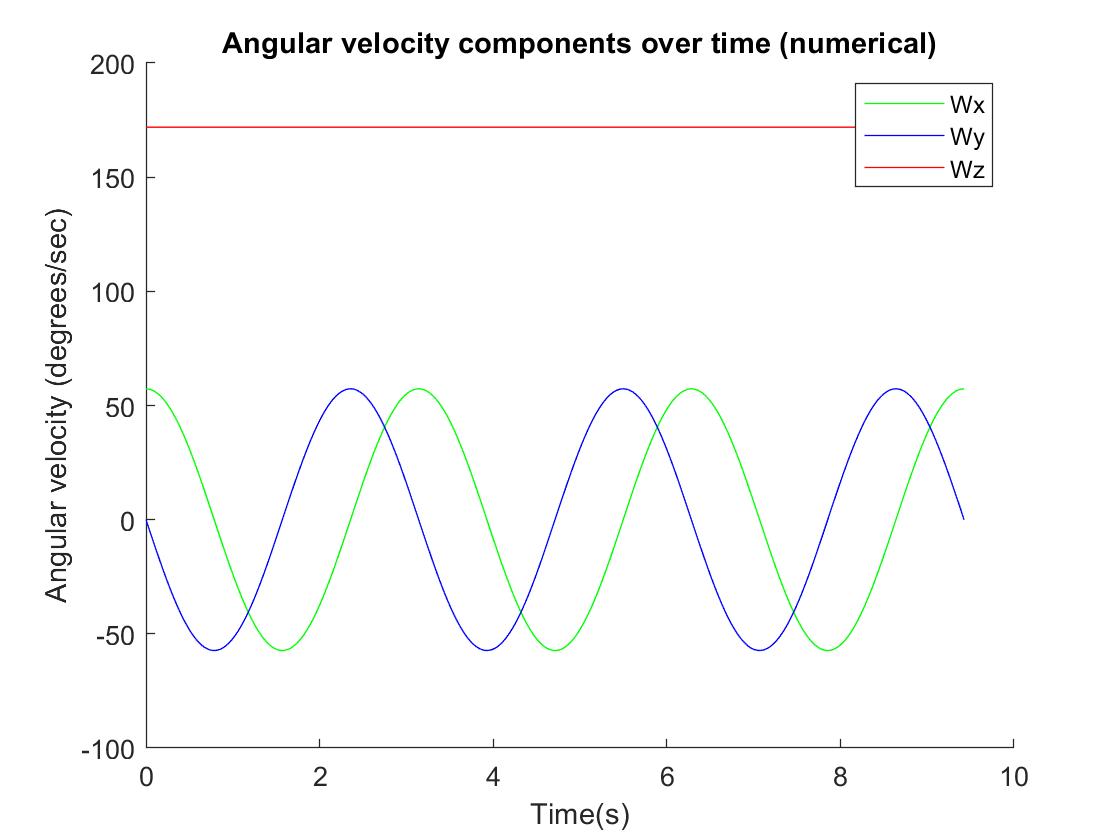 Angular velocity components over time (numerical)
200
150
100
50
0
-50
-100
Angular velocity (degrees/sec)
Wx
Wy
Wz
0 2 4 6 8 10
Time(s)